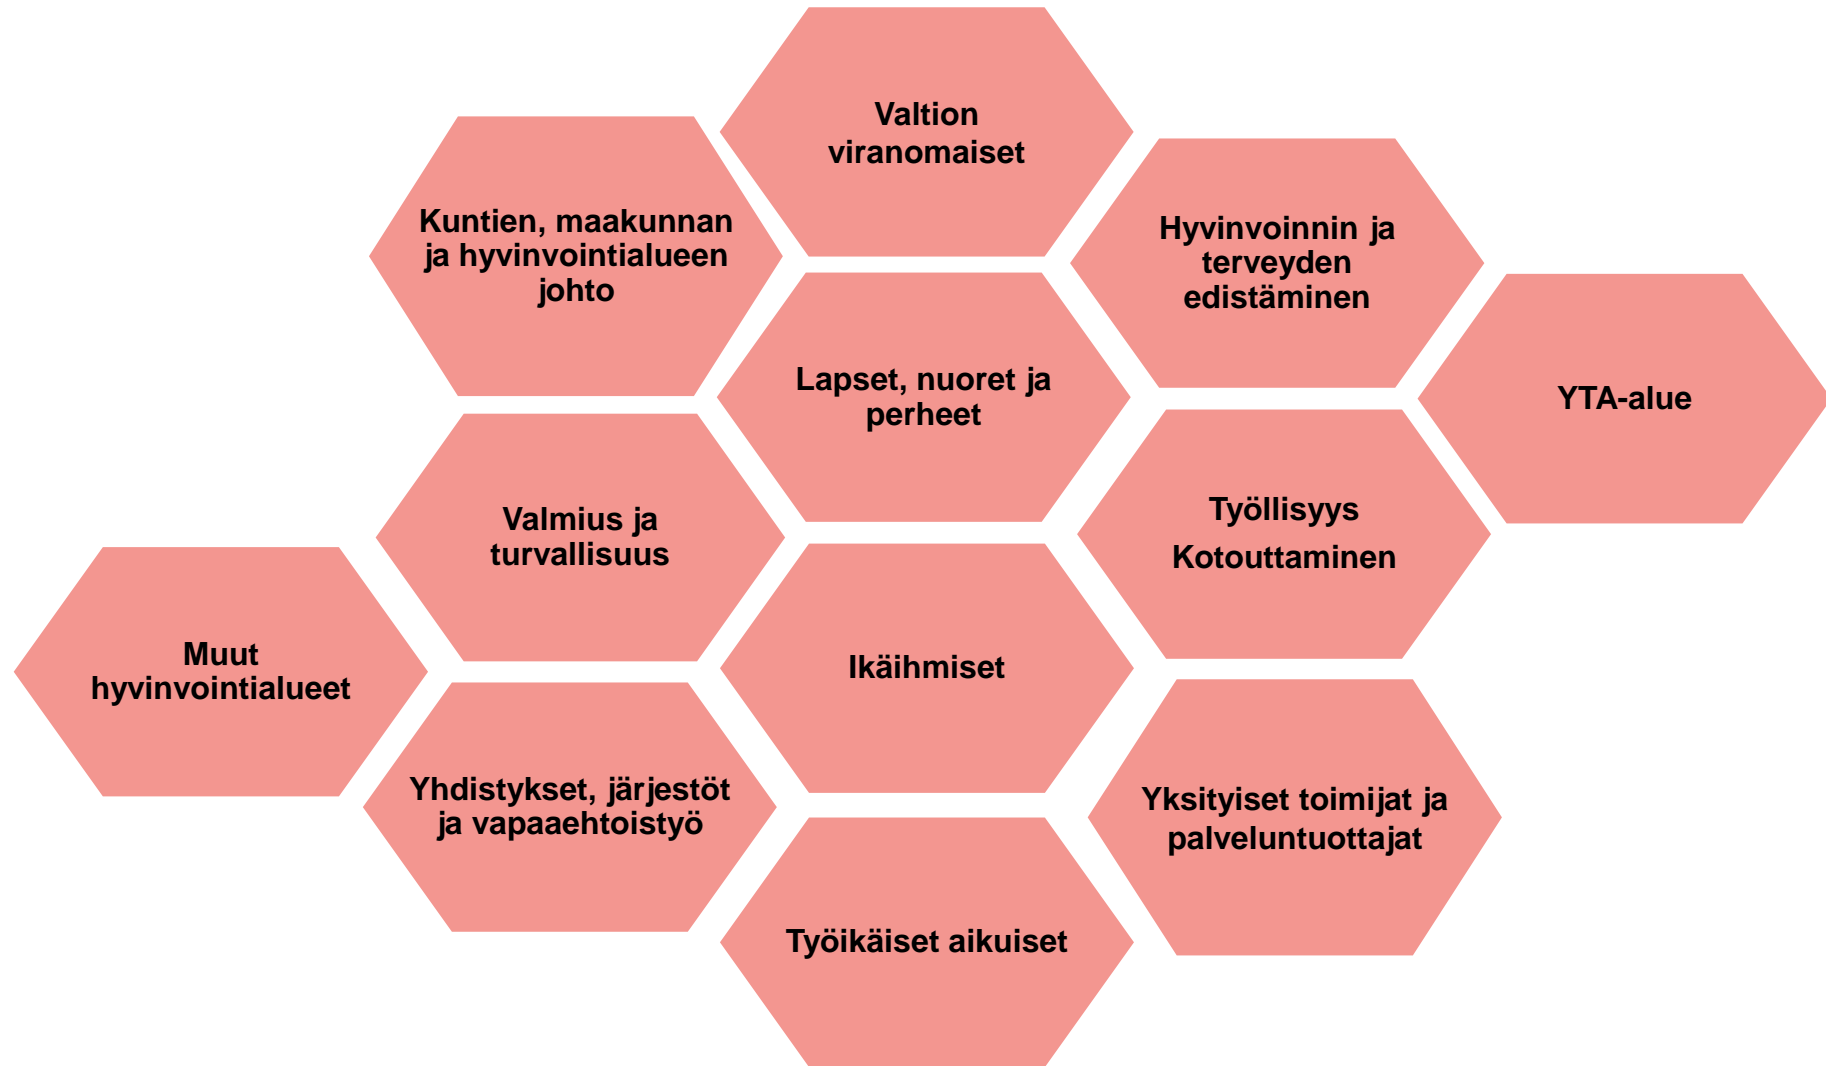 Valtion
viranomaiset
Kuntien, maakunnan
ja hyvinvointialueen
johto
Hyvinvoinnin ja
terveyden
edistäminen
Lapset, nuoret ja
perheet
YTA-alue
Valmius ja
turvallisuus
Työllisyys
Kotouttaminen
Muut
hyvinvointialueet
Ikäihmiset
Yhdistykset, järjestöt
ja vapaaehtoistyö
Yksityiset toimijat ja
palveluntuottajat
Työikäiset aikuiset